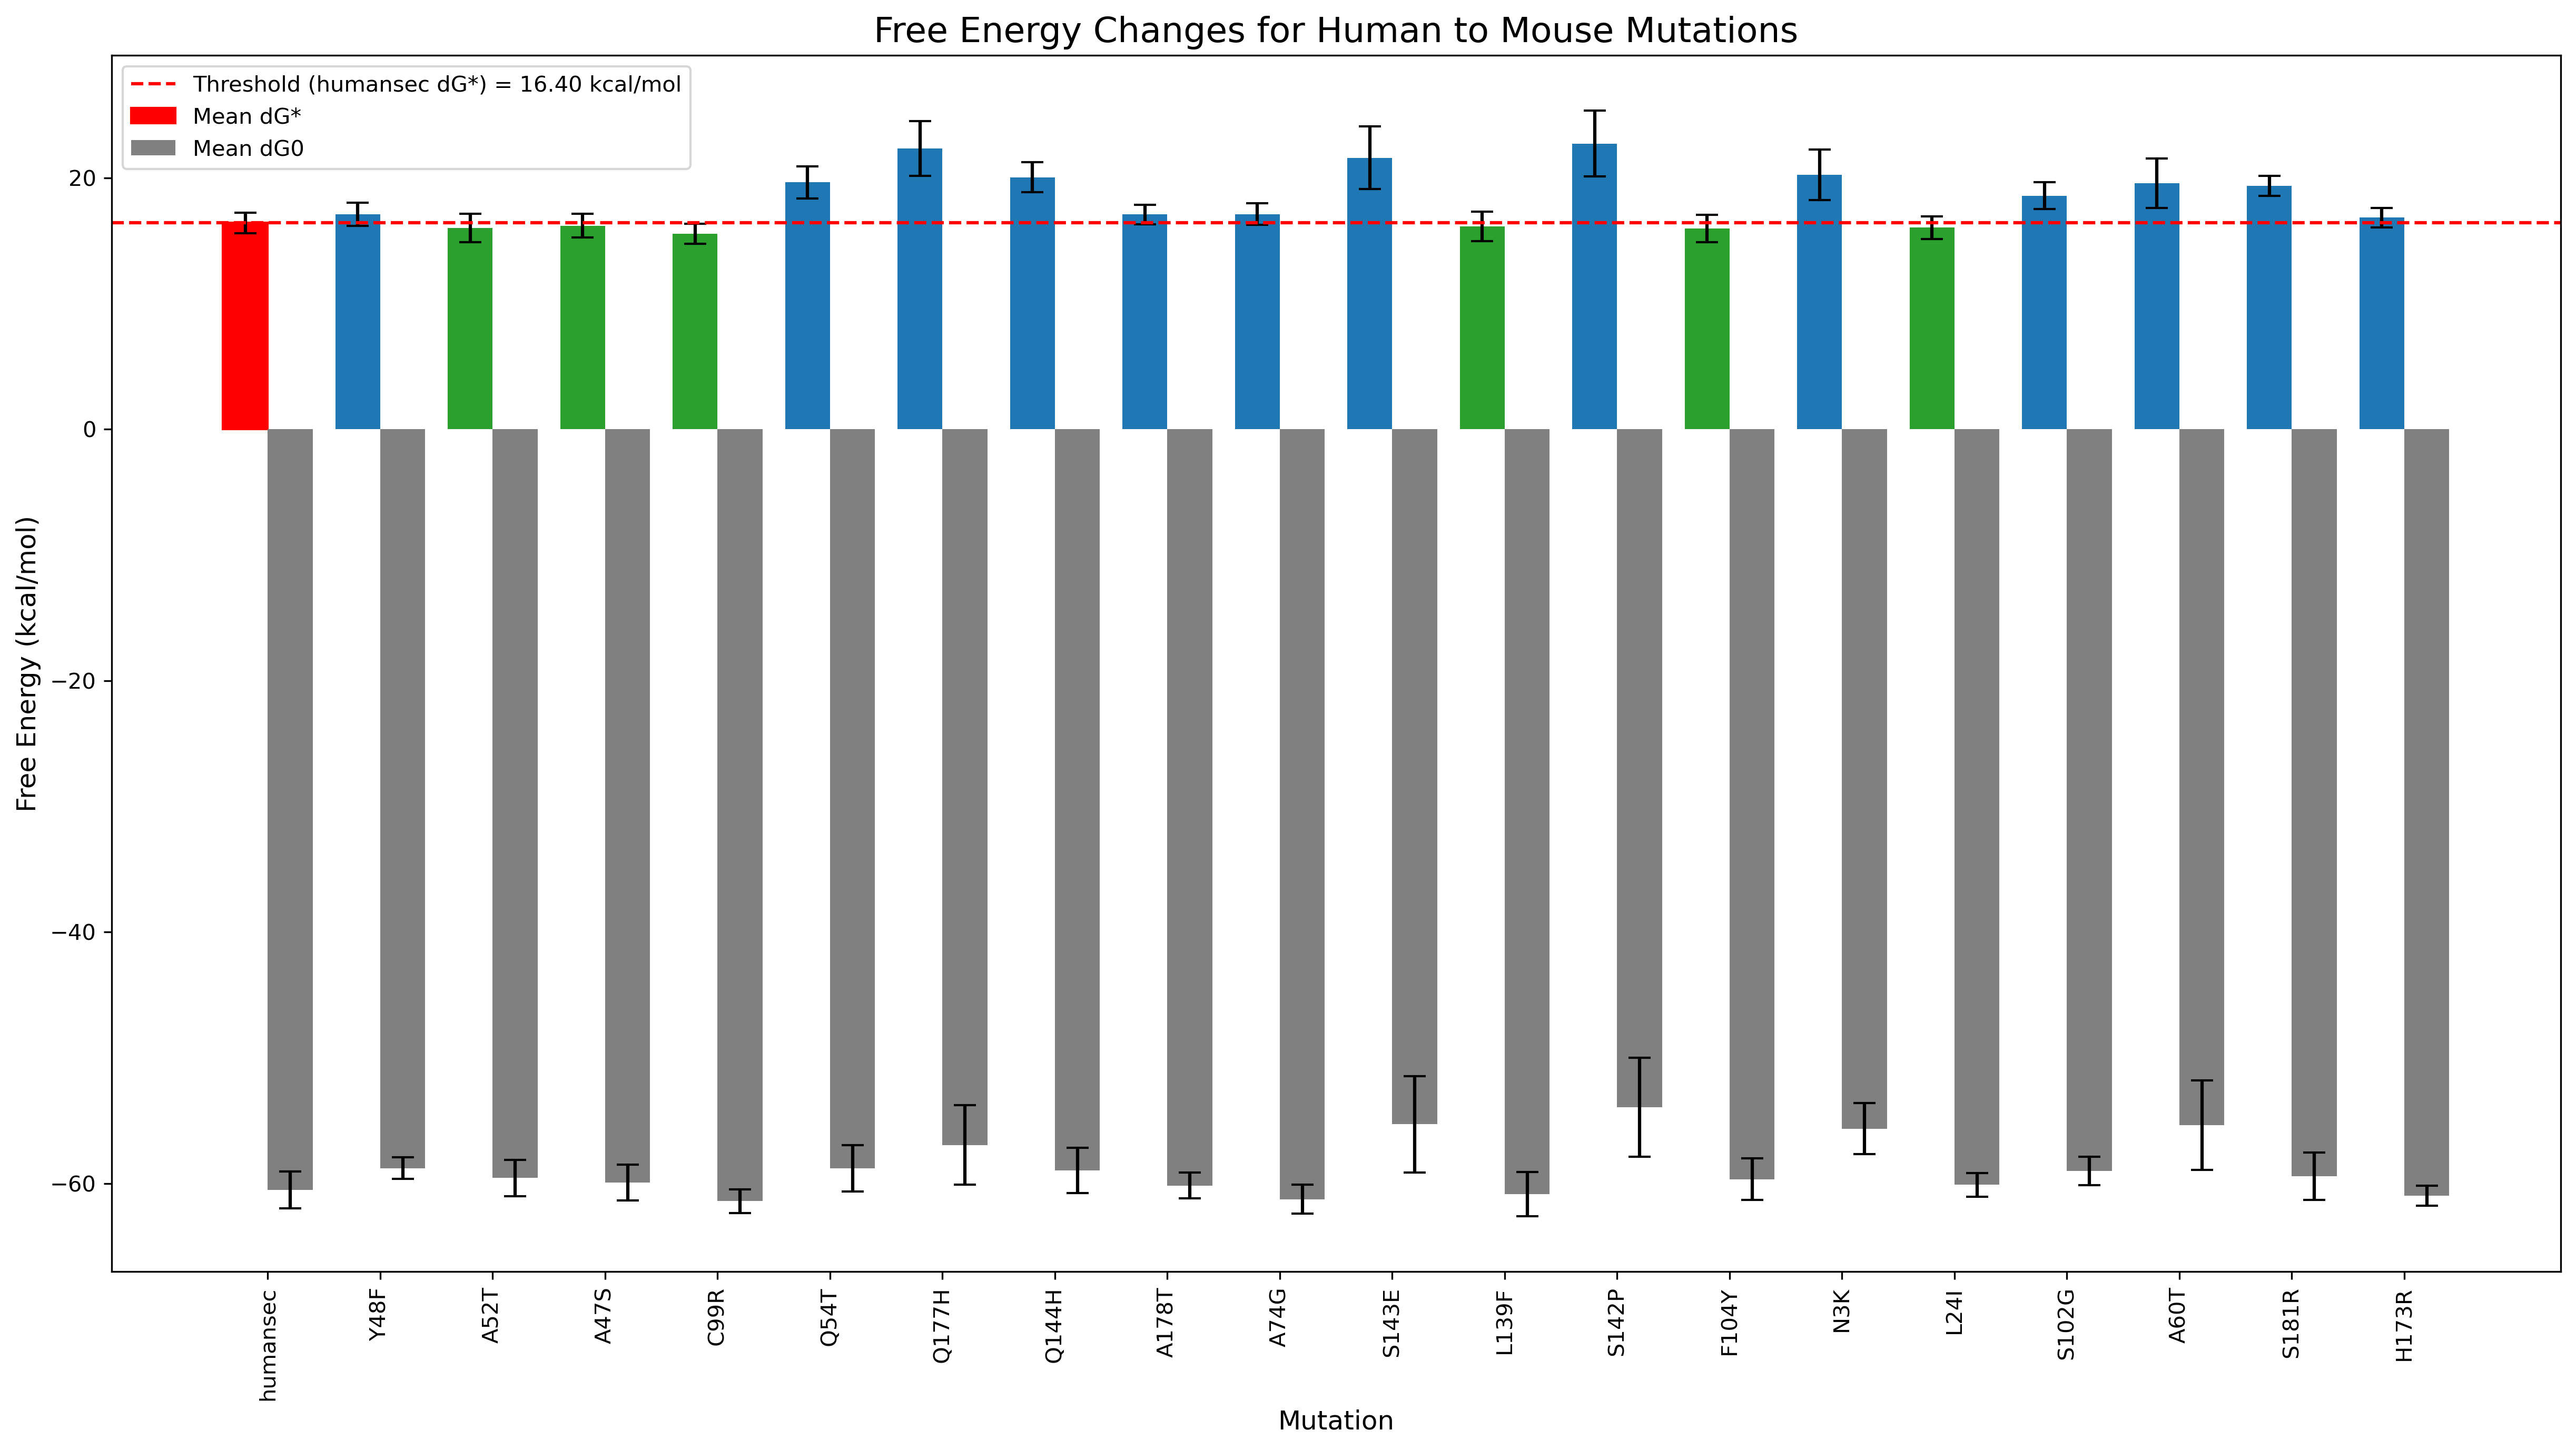 Free Energy Changes for Human to Mouse Mutations
Threshold (humansec dG*) = 16.40 kcal/mol
Mean dG*
Mean dG0
Free Energy (kcal/mol)
20
0
−20
−40
−60
humansec
Y48F
A52T
A47S
C99R
Q54T
Q177H
Q144H
A178T
A74G
S143E
L139F
S142P
F104Y
N3K
L24I
S102G
A60T
S181R
H173R
Mutation